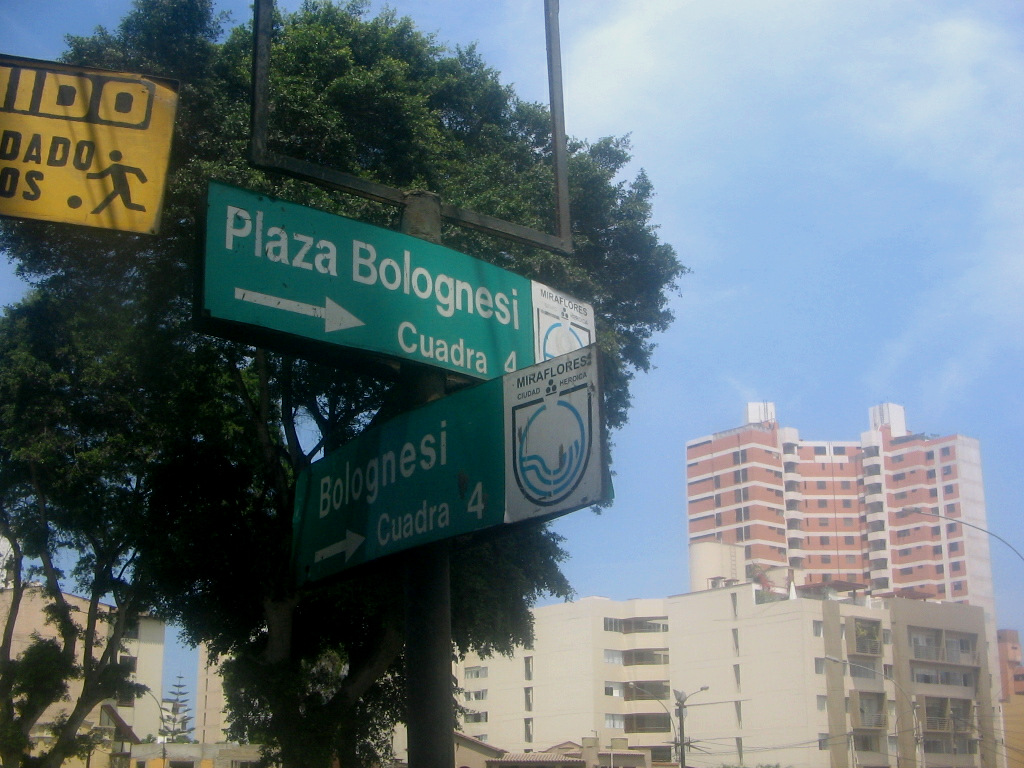 IDO
DADO
OS
Plaza Bolognesi
Cuadra 4
MIRAFLORES
Bolognesi
Cuadra 4
MIRAFLORES
CIUDAD HEROICA